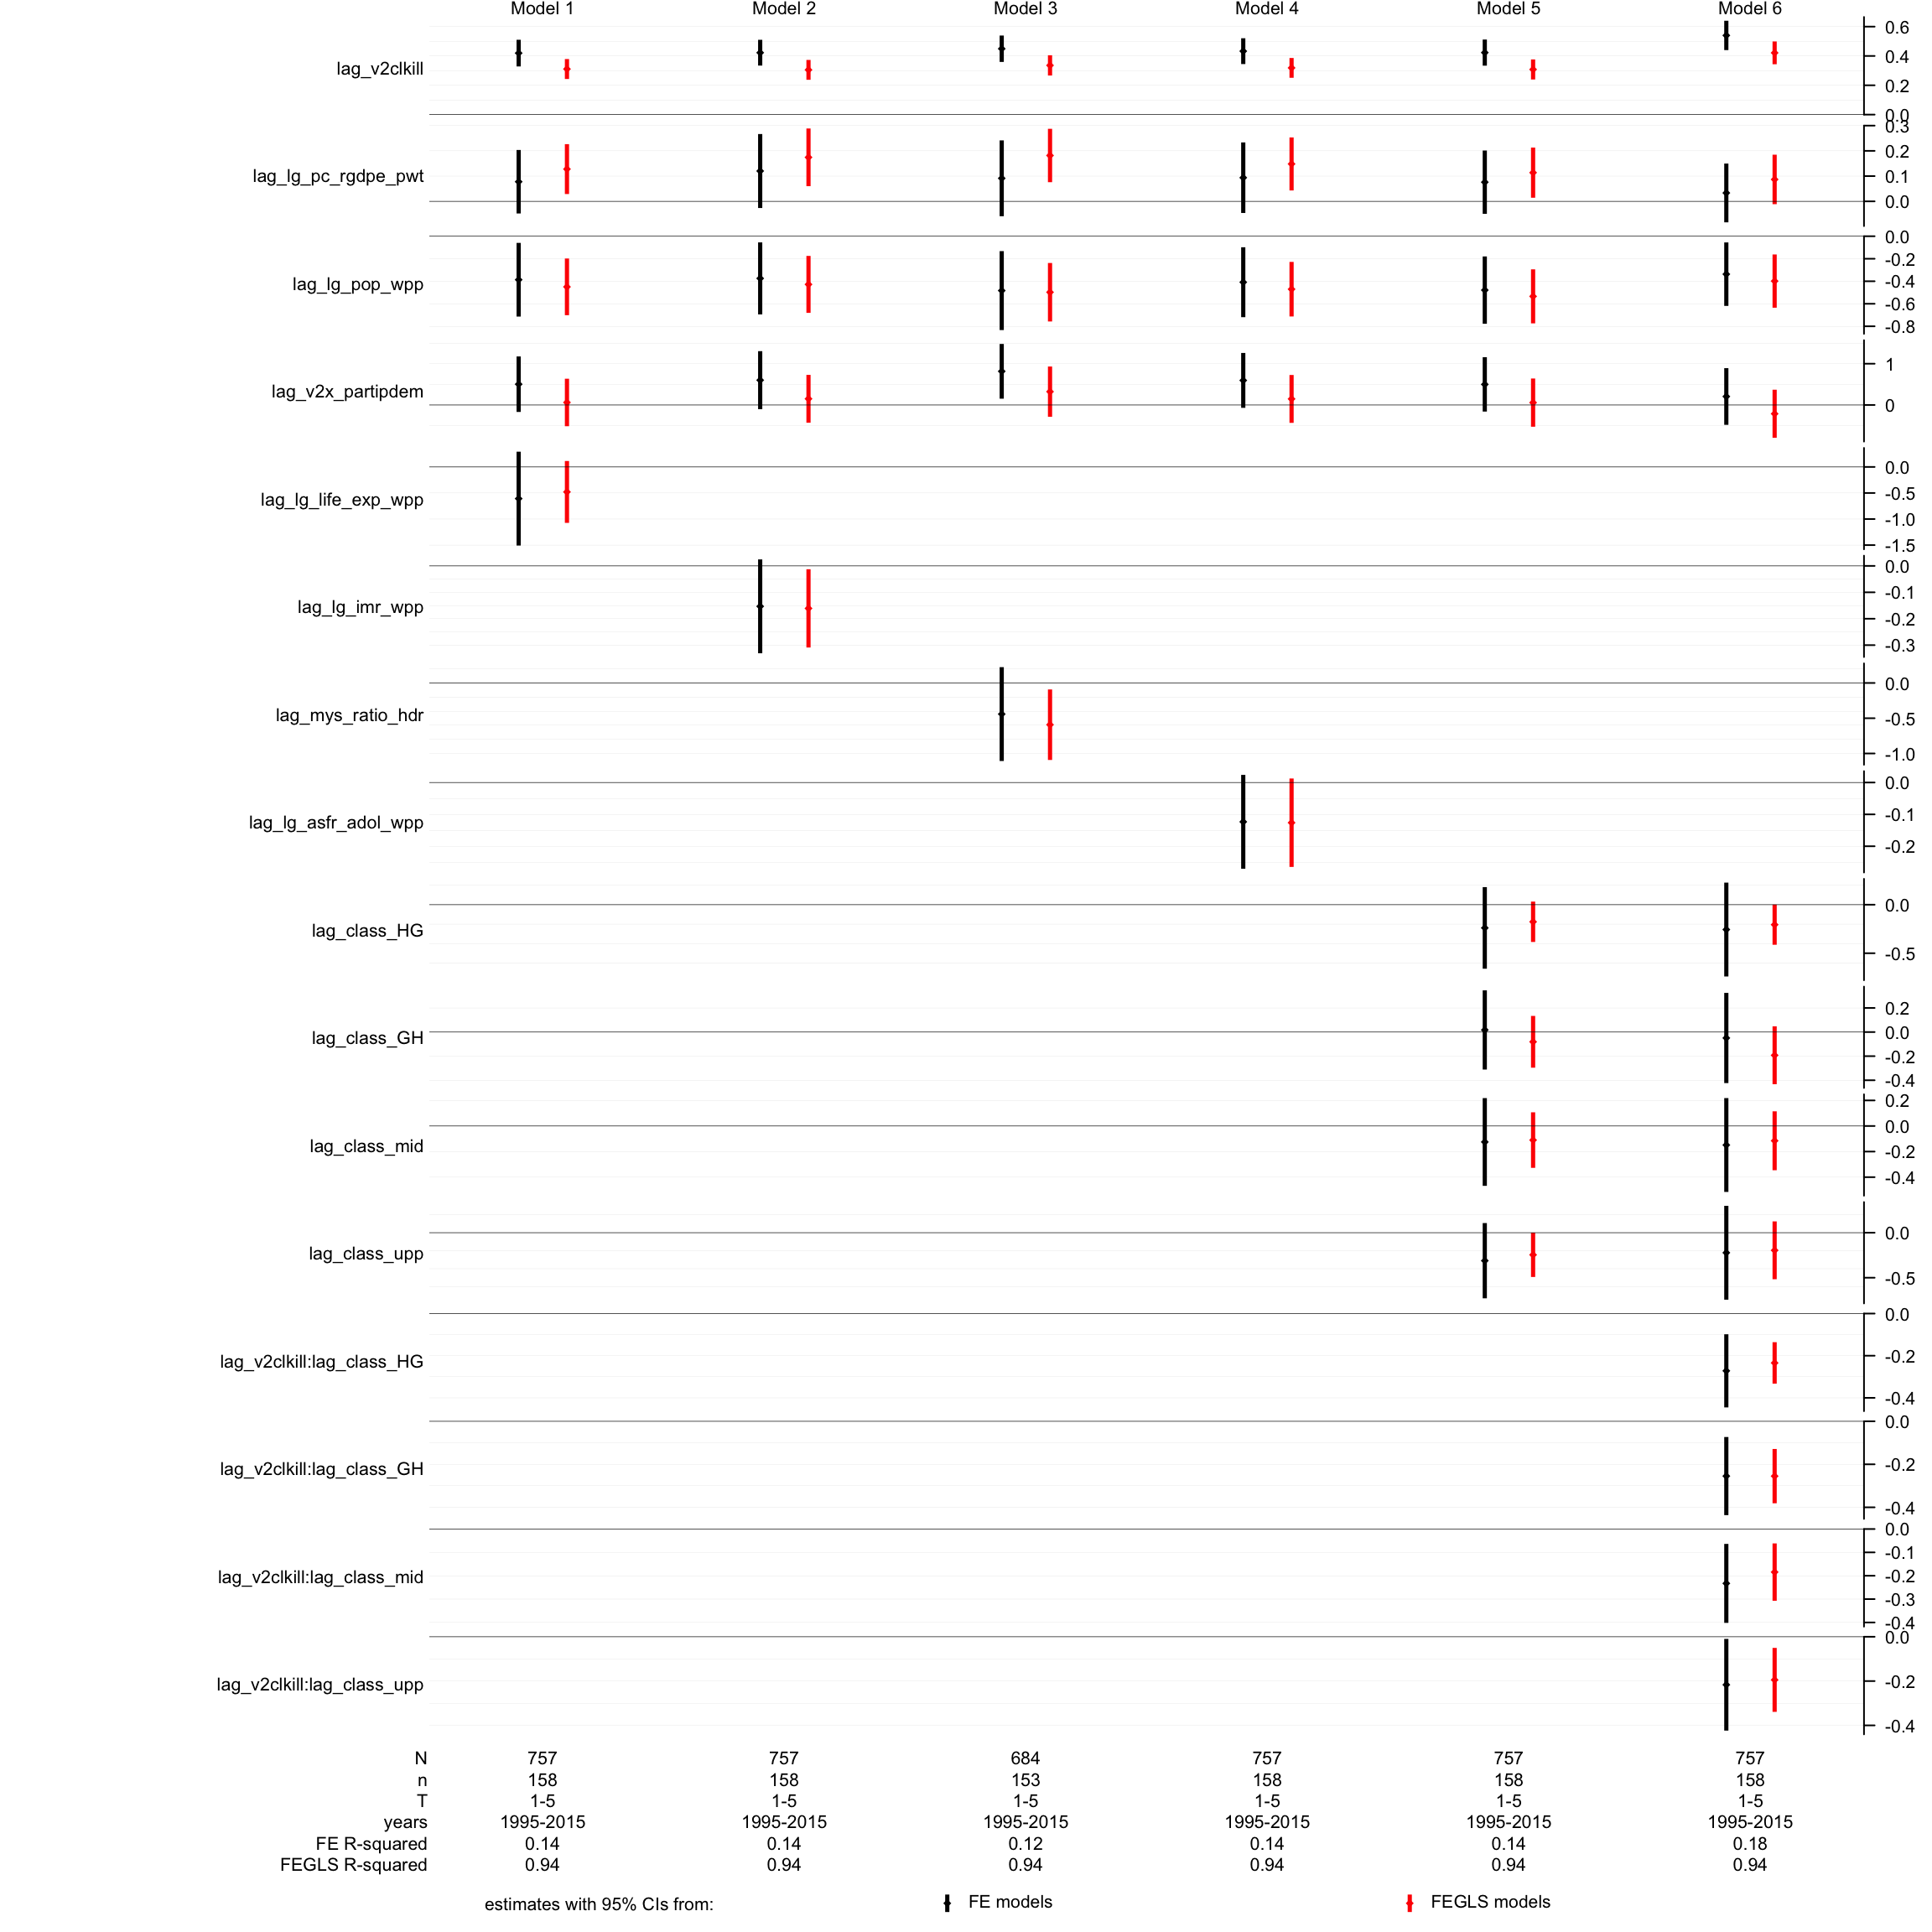 Model 1 Model 2 Model 3 Model 4 Model 5 Model 6
lag_v2clkill
0.6
0.4
0.2
0.0
lag_lg_pc_rgdpe_pwt
0.3
0.2
0.1
0.0
lag_lg_pop_wpp
0.0
-0.2
-0.4
-0.6
-0.8
lag_v2x_partipdem
1
0
lag_lg_life_exp_wpp
0.0
-0.5
-1.0
-1.5
lag_lg_imr_wpp
0.0
-0.1
-0.2
-0.3
lag_mys_ratio_hdr
0.0
-0.5
-1.0
lag_lg_asfr_adol_wpp
0.0
-0.1
-0.2
lag_class_HG
0.0
-0.5
lag_class_GH
0.2
0.0
-0.2
-0.4
lag_class_mid
0.2
0.0
-0.2
-0.4
lag_class_upp
0.0
-0.5
lag_v2clkill:lag_class_HG
0.0
-0.2
-0.4
lag_v2clkill:lag_class_GH
0.0
-0.2
-0.4
lag_v2clkill:lag_class_mid
0.0
-0.1
-0.2
-0.3
-0.4
lag_v2clkill:lag_class_upp
0.0
-0.2
-0.4
N 757 757 684 757 757 757
n 158 158 153 158 158 158
T 1-5 1-5 1-5 1-5 1-5 1-5
years 1995-2015 1995-2015 1995-2015 1995-2015 1995-2015 1995-2015
FE R-squared 0.14 0.14 0.12 0.14 0.14 0.18
FEGLS R-squared 0.94 0.94 0.94 0.94 0.94 0.94
estimates with 95% CIs from: FE models FEGLS models